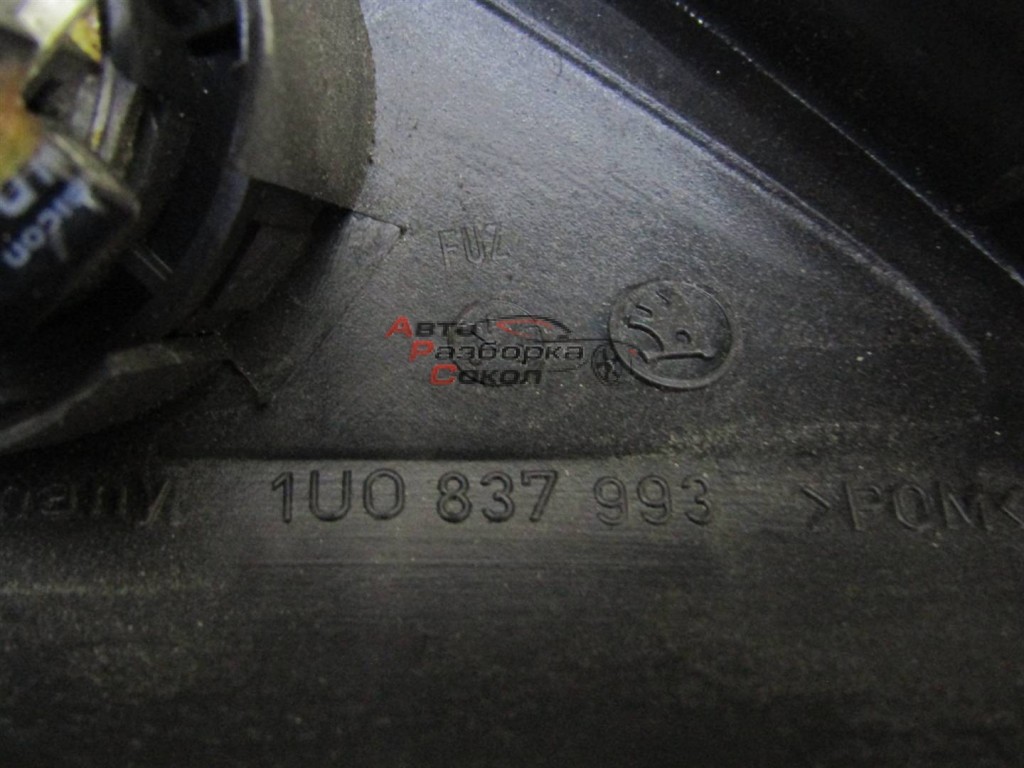 FUZ
Авто
Разборка
Сокол
1U0 837 993 >POM<